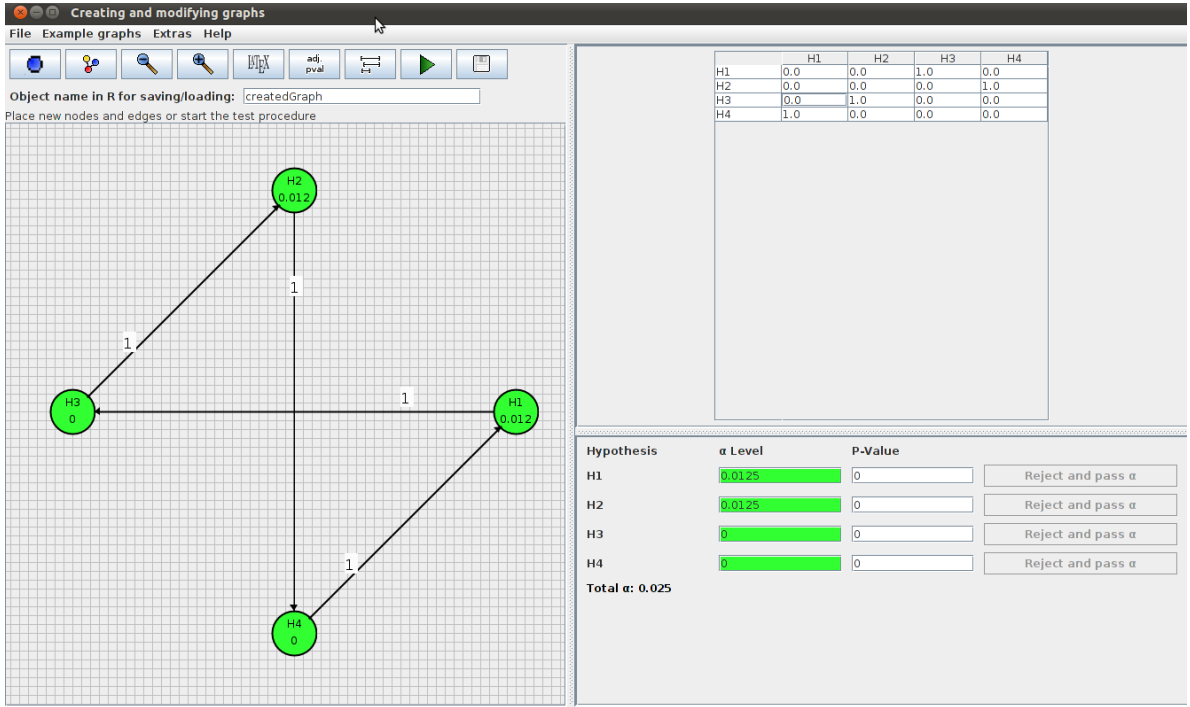 Creating and modifying graphs
File Example graphs Extras Help
LATEX adj. pval
Object name in R for saving/loading: createdGraph
Place new nodes and edges or start the test procedure
H2
0.012
1
1
H3
0
1
H1
0.012
1
H4
0
H1 H2 H3 H4
H1 0.0 0.0 1.0 0.0
H2 0.0 0.0 0.0 1.0
H3 0.0 1.0 0.0 0.0
H4 1.0 0.0 0.0 0.0
Hypothesis α Level P-Value
H1 0.0125 0 Reject and pass α
H2 0.0125 0 Reject and pass α
H3 0 0 Reject and pass α
H4 0 0 Reject and pass α
Total α: 0.025